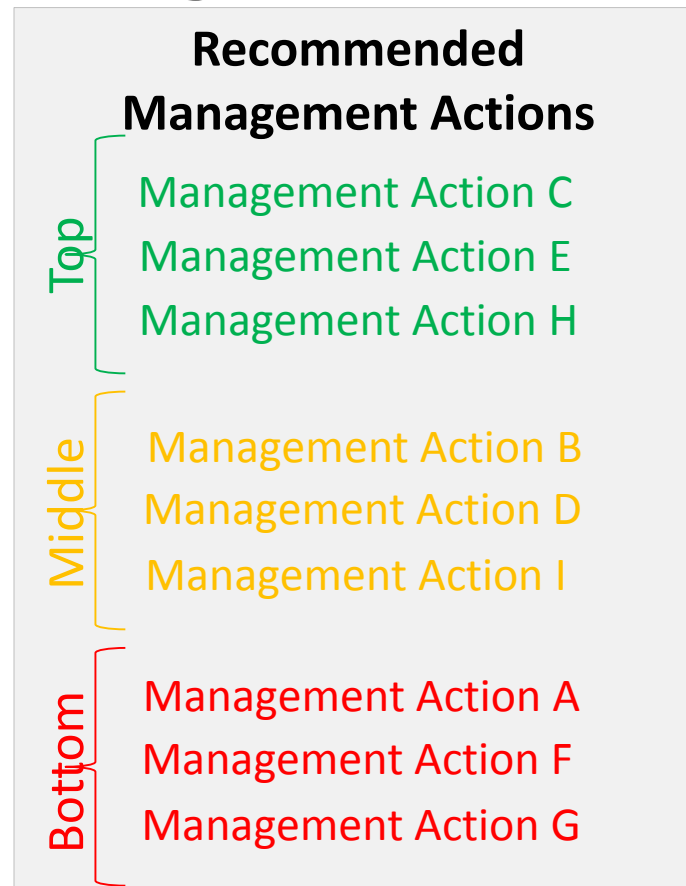 Recommended
Management Actions
Top
Management Action C
Management Action E
Management Action H
Middle
Management Action B
Management Action D
Management Action I
Bottom
Management Action A
Management Action F
Management Action G